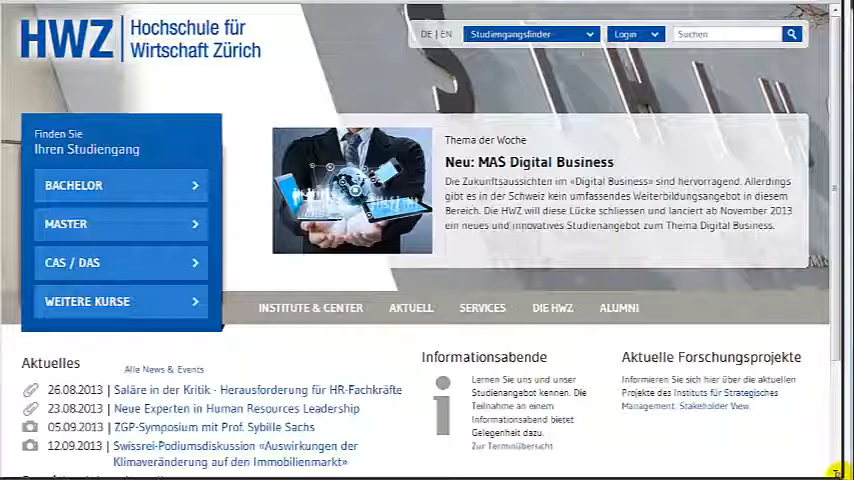 HWZ Hochschule für
Wirtschaft Zürich
DE | EN
Studiengangsfinder
Login
Suchen
Finden Sie
Ihren Studiengang
BACHELOR
MASTER
CAS / DAS
WEITERE KURSE
Thema der Woche
Neu: MAS Digital Business
Die Zukunftsaussichten im «Digital Business» sind hervorragend. Allerdings
gibt es in der Schweiz kein umfassendes Weiterbildungsangebot in diesem
Bereich. Die HWZ will diese Lücke schliessen und lanciert ab November 2013
ein neues und innovatives Studienangebot zum Thema Digital Business.
INSTITUTE & CENTER
AKTUELL
SERVICES
DIE HWZ
ALUMNI
Aktuelles
Alle News & Events
26.08.2013 | Saläre in der Kritik - Herausforderung für HR-Fachkräfte
23.08.2013 | Neue Experten in Human Resources Leadership
05.09.2013 | ZGP-Symposium mit Prof. Sybille Sachs
12.09.2013 | Swissrei-Podiumsdiskussion «Auswirkungen der
Klimaveränderung auf den Immobilienmarkt»
Informationsabende
Lernen Sie uns und unser
Studienangebot kennen. Die
Teilnahme an einem
Informationsabend bietet
Gelegenheit dazu.
Zur Terminübersicht
Aktuelle Forschungsprojekte
Informieren Sie sich hier über die aktuellen
Projekte des Instituts für Strategisches
Management: Stakeholder View.